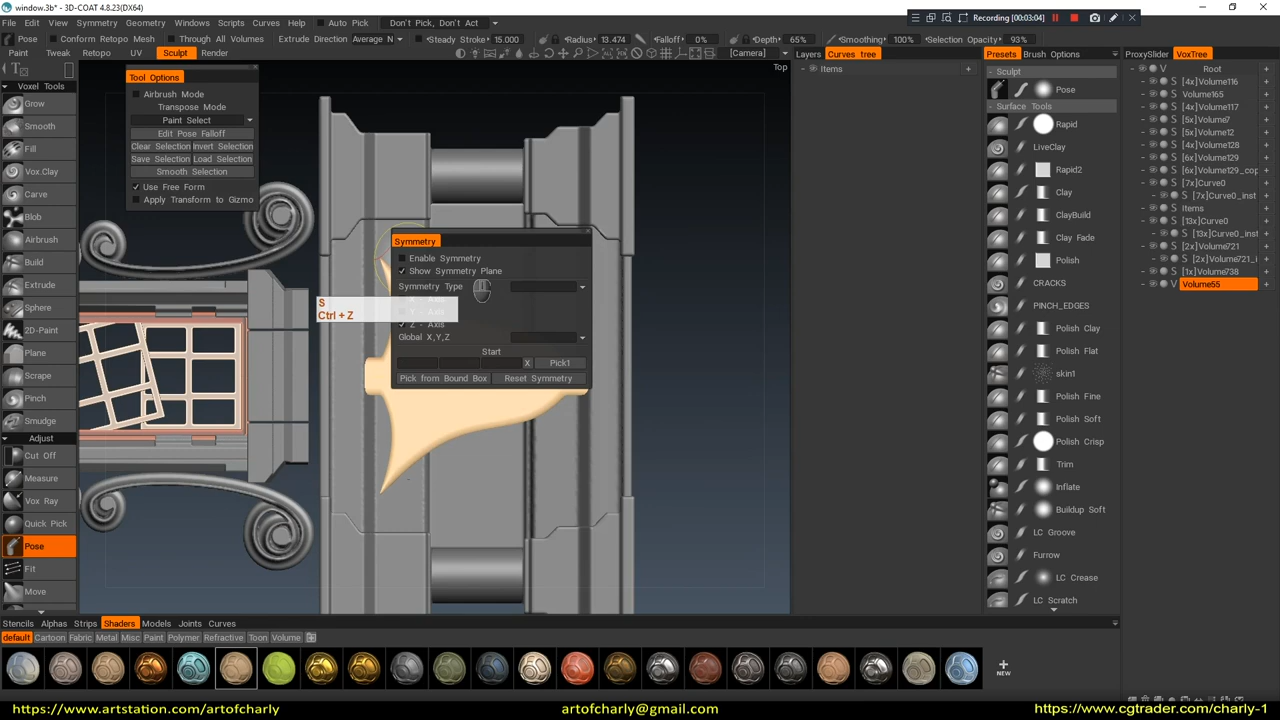 window.3b* - 3D-COAT 4.8.23(DX64)
Recording [00:03:04]
File Edit View Symmetry Geometry Windows Scripts Curves Help Auto Pick Don't Pick, Don't Act
Pose Conform Retopo Mesh Through All Volumes Extrude Direction Average N Steady Stroke 15.000 Radius 13.474 Falloff 0% Depth 65% Smoothing 100% Selection Opacity 93%
Paint Tweak Retopo UV Sculpt Render [Camera] Layers Curves tree Presets Brush Options ProxySlider VoxTree
Top
Voxel Tools
Grow
Smooth
Fill
Vox.Clay
Carve
Blob
Airbrush
Build
Extrude
Sphere
2D-Paint
Plane
Scrape
Pinch
Smudge
Adjust
Cut Off
Measure
Vox Ray
Quick Pick
Pose
Fit
Move
Tool Options
Airbrush Mode
Transpose Mode
Paint Select
Edit Pose Falloff
Clear Selection Invert Selection
Save Selection Load Selection
Smooth Selection
Use Free Form
Apply Transform to Gizmo
Symmetry
Enable Symmetry
Show Symmetry Plane
Symmetry Type
Z - Axis
Global X,Y,Z
Start
X Pick1
Pick from Bound Box Reset Symmetry
S
Ctrl + Z
Items
Sculpt
Pose
Surface Tools
Rapid
LiveClay
Rapid2
Clay
ClayBuild
Clay Fade
Polish
CRACKS
PINCH_EDGES
Polish Clay
Polish Flat
skin1
Polish Fine
Polish Soft
Polish Crisp
Trim
Inflate
Buildup Soft
LC Groove
Furrow
LC Crease
LC Scratch
V Root
S [4x]Volume116
S Volume165
S [4x]Volume117
S [5x]Volume7
S [5x]Volume12
S [4x]Volume128
S [6x]Volume129
S [6x]Volume129_cop
S [7x]Curve0
S [7x]Curve0_inst
S Items
S [13x]Curve0
S [13x]Curve0_inst
S [2x]Volume721
S [2x]Volume721_i
S [1x]Volume738
V Volume55
Stencils Alphas Strips Shaders Models Joints Curves
default Cartoon Fabric Metal Misc Paint Polymer Refractive Toon Volume
NEW
https://www.artstation.com/artofcharly artofcharly@gmail.com https://www.cgtrader.com/charly-1